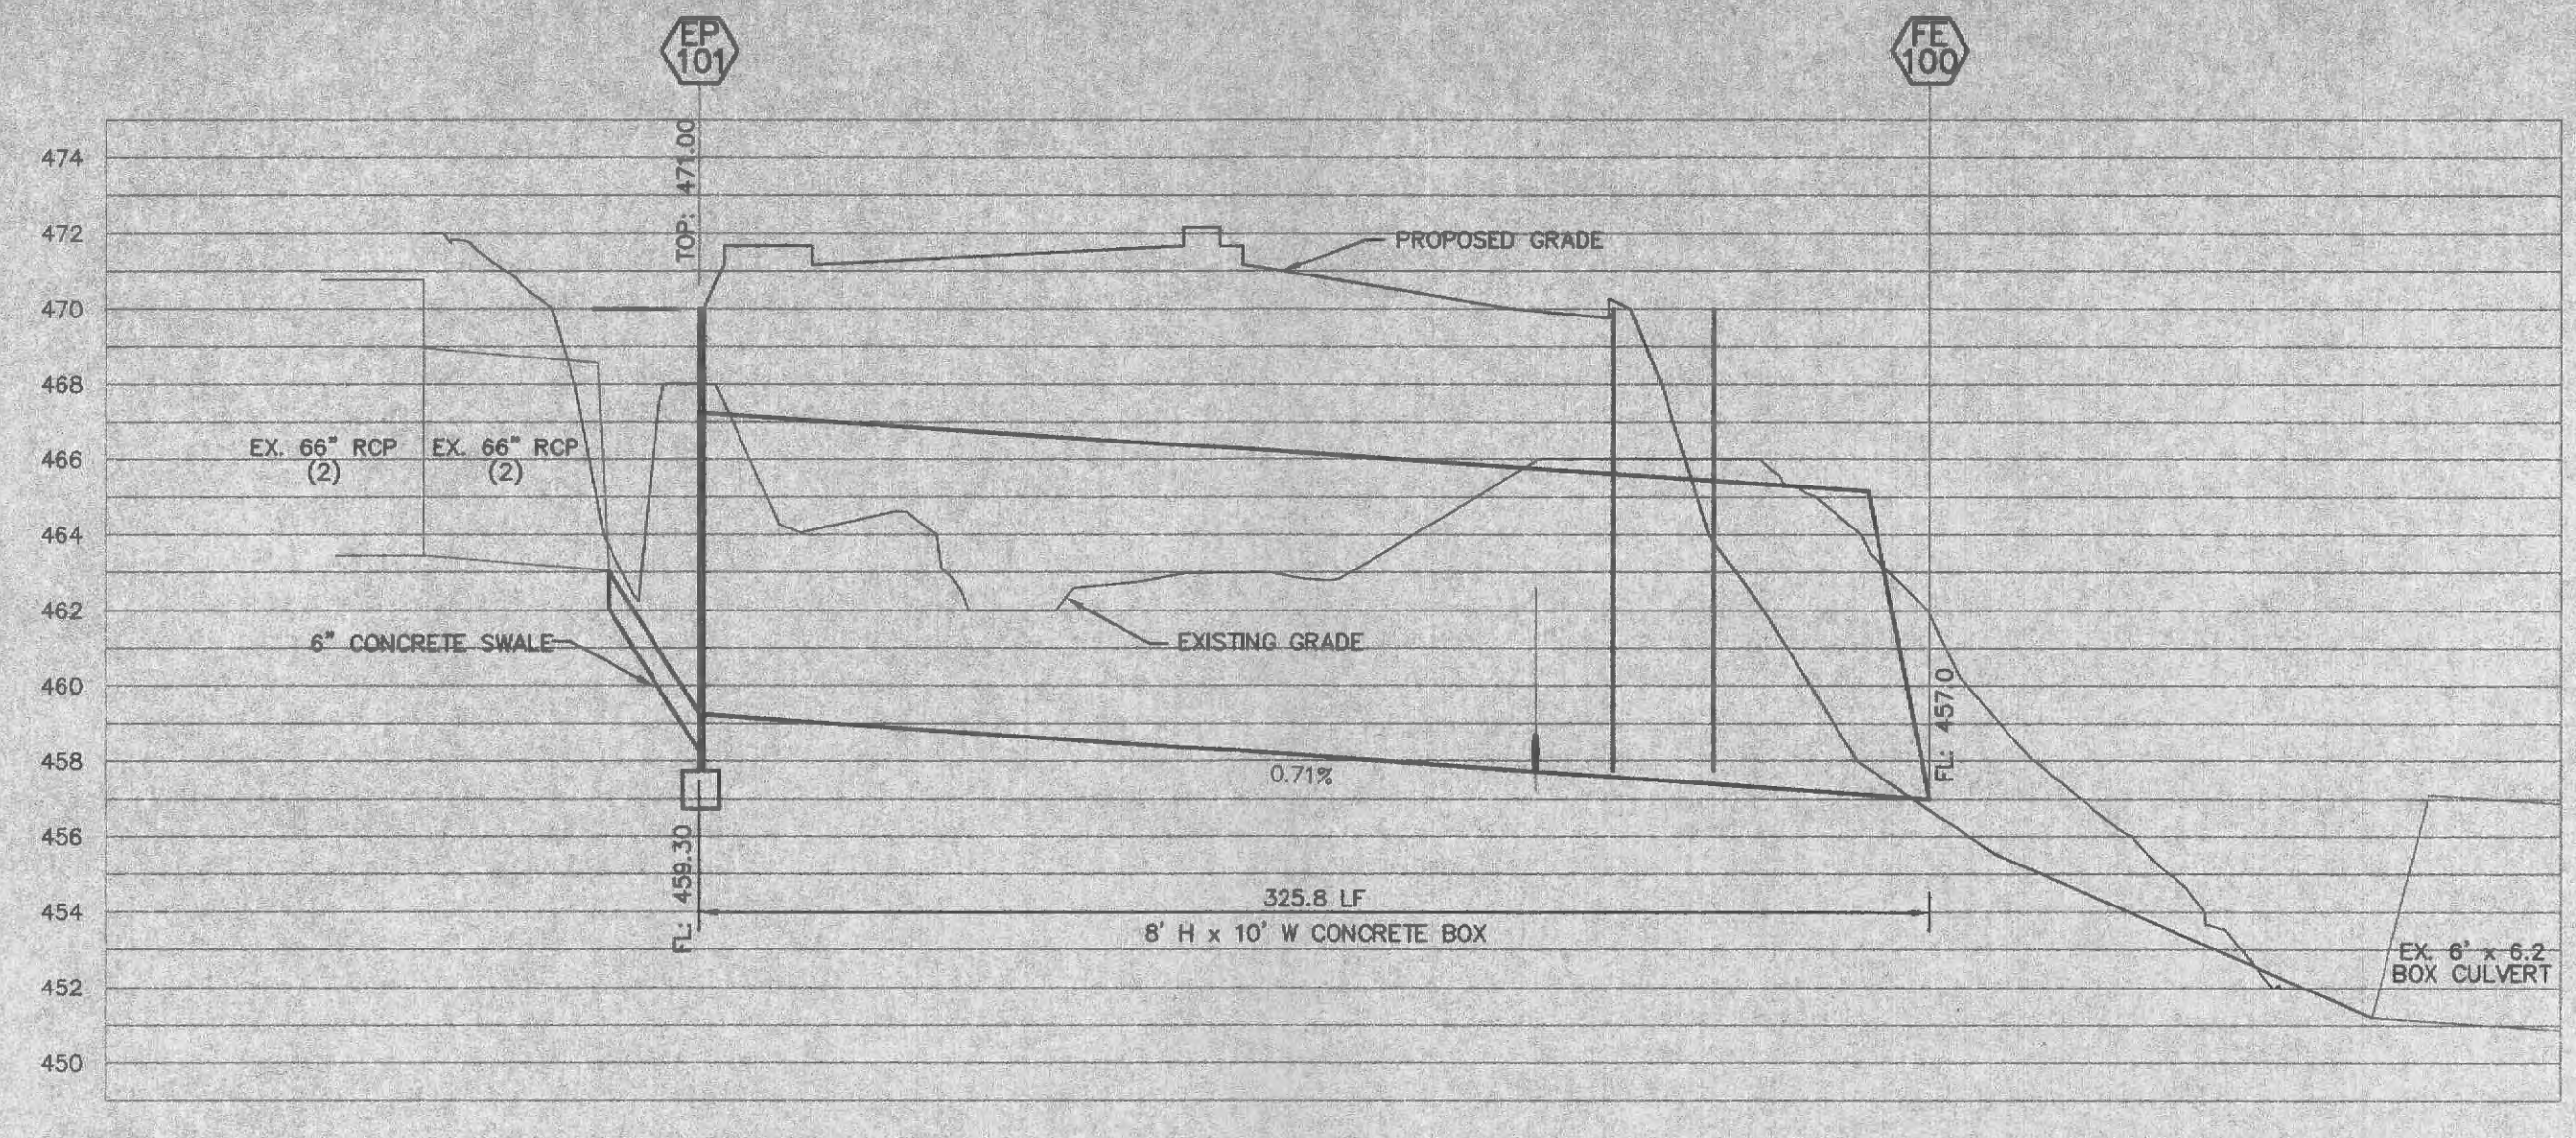 EP
101
FE
100
TOP: 471.00
474
472
470
468
466
464
462
460
458
456
454
452
450
PROPOSED GRADE
EX. 66" RCP
(2)
EX. 66" RCP
(2)
6" CONCRETE SWALE
EXISTING GRADE
FL: 457.0
0.71%
FL: 459.30
325.8 LF
8' H x 10' W CONCRETE BOX
EX. 6' x 6.2
BOX CULVERT